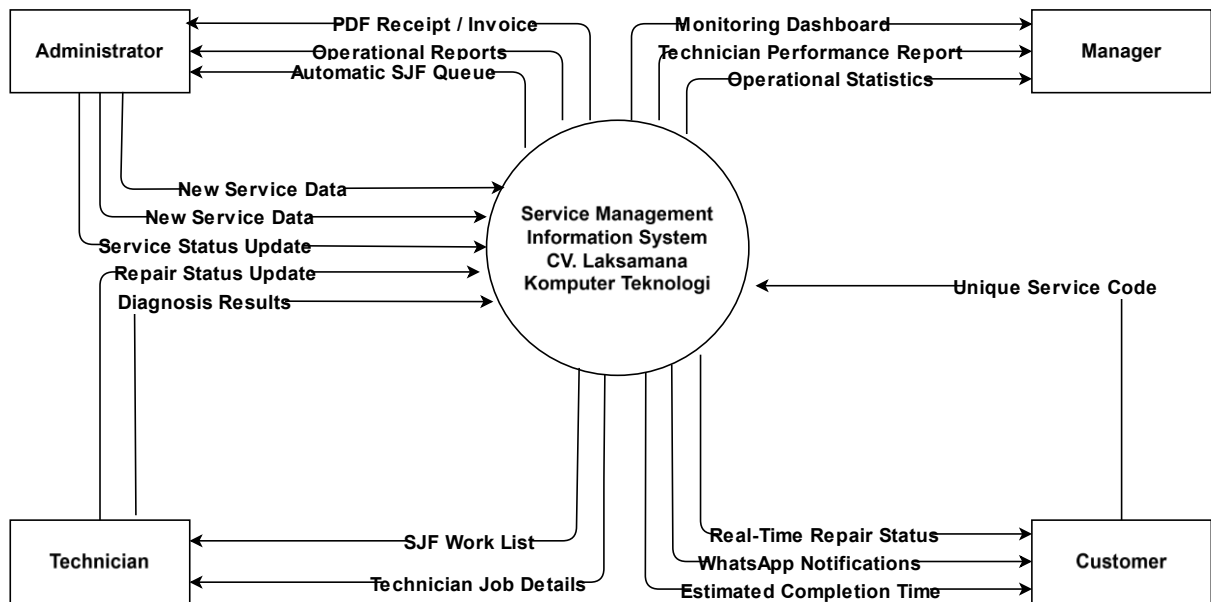 PDF Receipt / Invoice
Operational Reports
Automatic SJF Queue
Administrator
Monitoring Dashboard
Technician Performance Report
Operational Statistics
Manager
New Service Data
New Service Data
Service Status Update
Repair Status Update
Diagnosis Results
Service Management
Information System
CV. Laksamana
Komputer Teknologi
Unique Service Code
Technician
SJF Work List
Technician Job Details
Real-Time Repair Status
WhatsApp Notifications
Estimated Completion Time
Customer